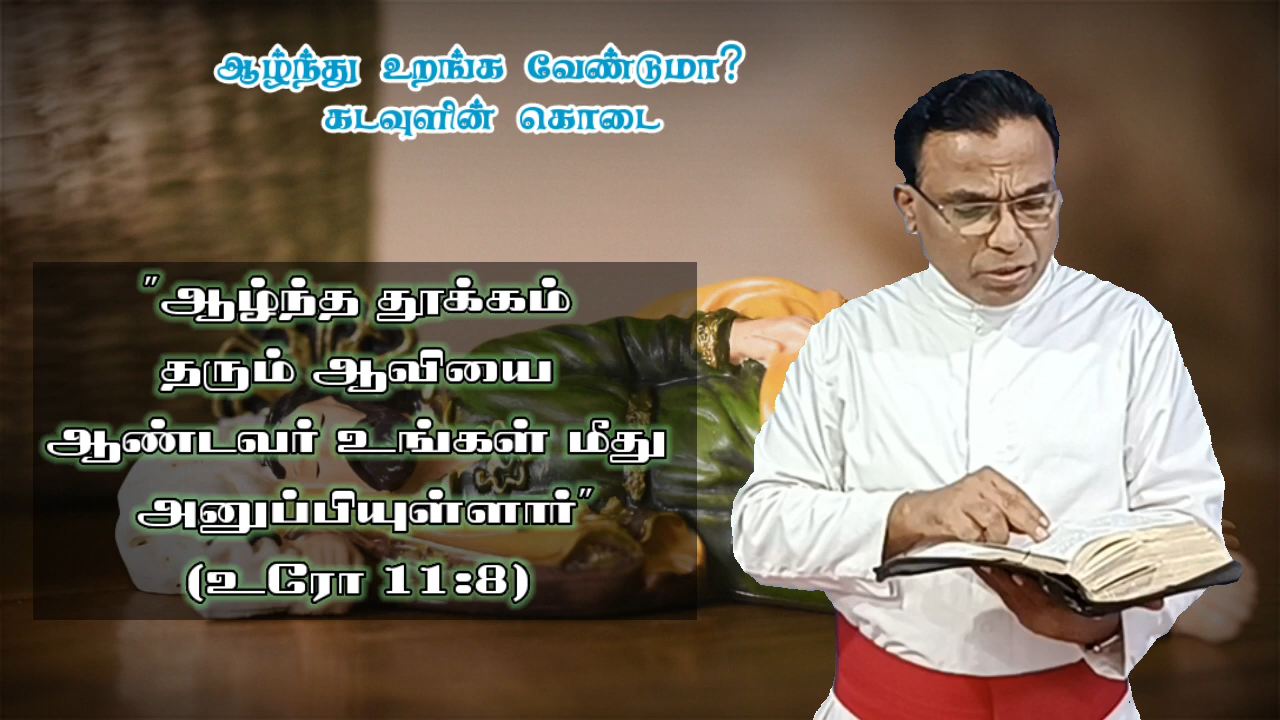 ஆழ்ந்து உறங்க வேண்டுமா?
கடவுளின் கொடை
"ஆழ்ந்த தூக்கம்
தரும் ஆவியை
ஆண்டவர் உங்கள் மீது
அனுப்பியுள்ளார்"
(உரோ 11:8)